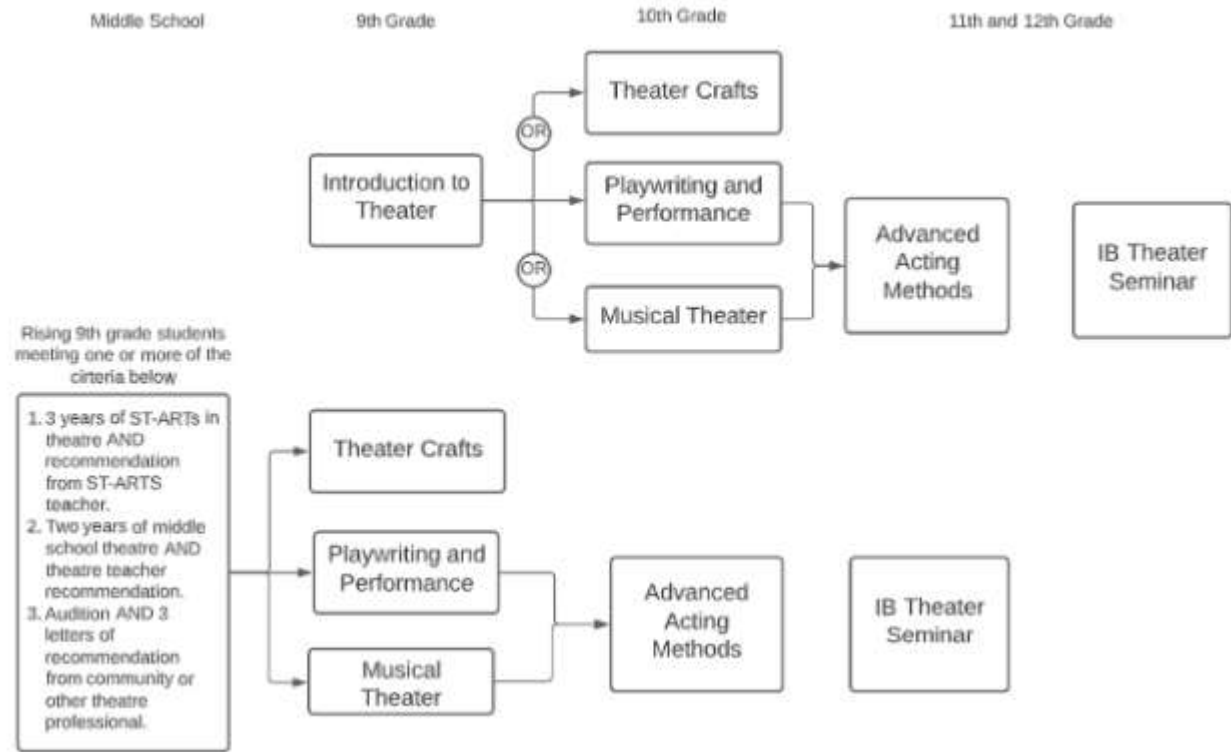 Middle School
9th Grade
10th Grade
11th and 12th Grade
Theater Crafts
OR
Introduction to
Theater
Playwriting and
Performance
OR
Musical Theater
Advanced
Acting
Methods
IB Theater
Seminar
Rising 9th grade students
meeting one or more of the
cirteria below
1. 3 years of ST-ARTs in
theatre AND
recommendation
from ST-ARTS
teacher.
2. Two years of middle
school theatre AND
theatre teacher
recommendation.
3. Audition AND 3
letters of
recommendation
from community or
other theatre
professional.
Theater Crafts
Playwriting and
Performance
Musical
Theater
Advanced
Acting
Methods
IB Theater
Seminar